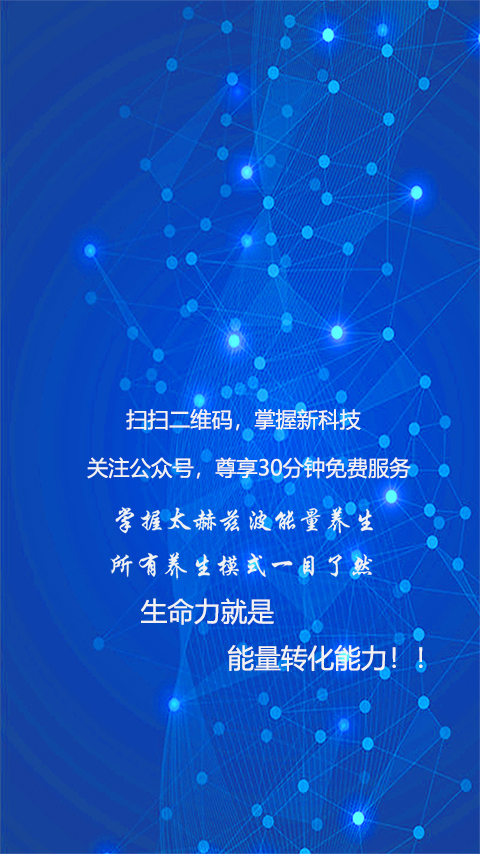 扫扫二维码，掌握新科技
关注公众号，尊享30分钟免费服务
掌握太赫兹波能量养生
所有养生模式一目了然
生命力就是
能量转化能力！！